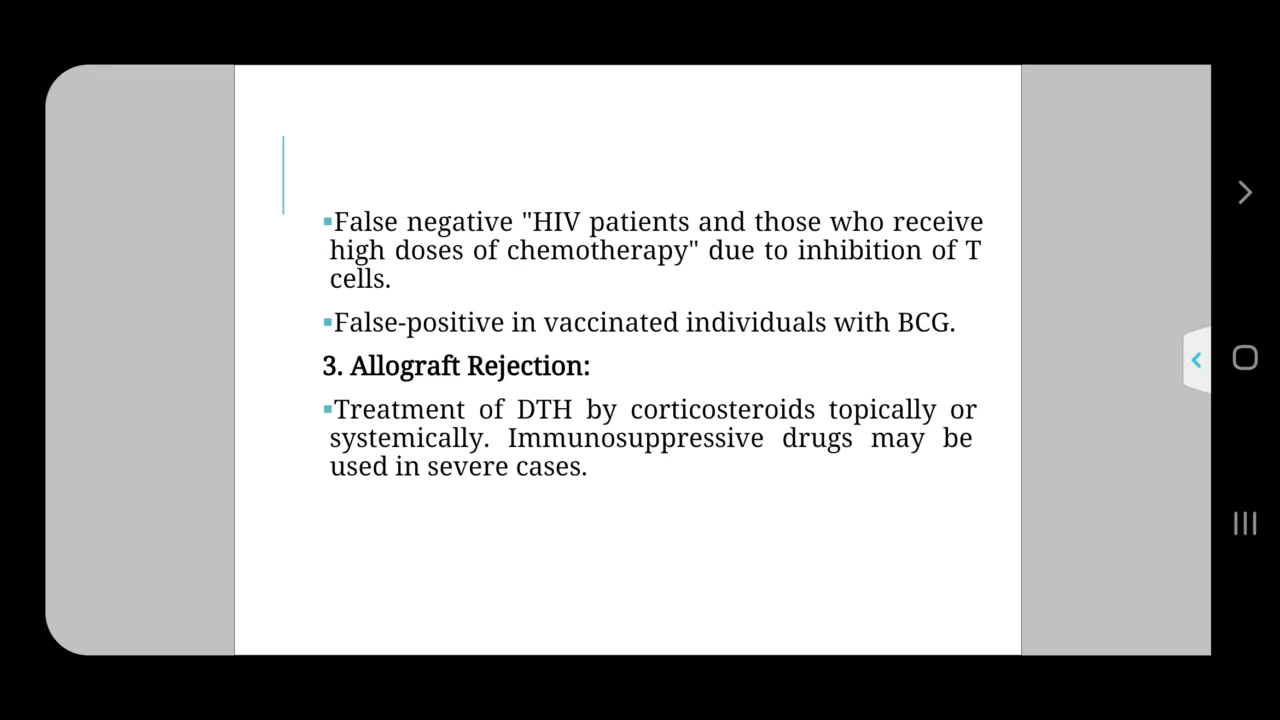 ▪False negative "HIV patients and those who receive
high doses of chemotherapy" due to inhibition of T
cells.
▪False-positive in vaccinated individuals with BCG.
3. Allograft Rejection:
▪Treatment of DTH by corticosteroids topically or
systemically. Immunosuppressive drugs may be
used in severe cases.